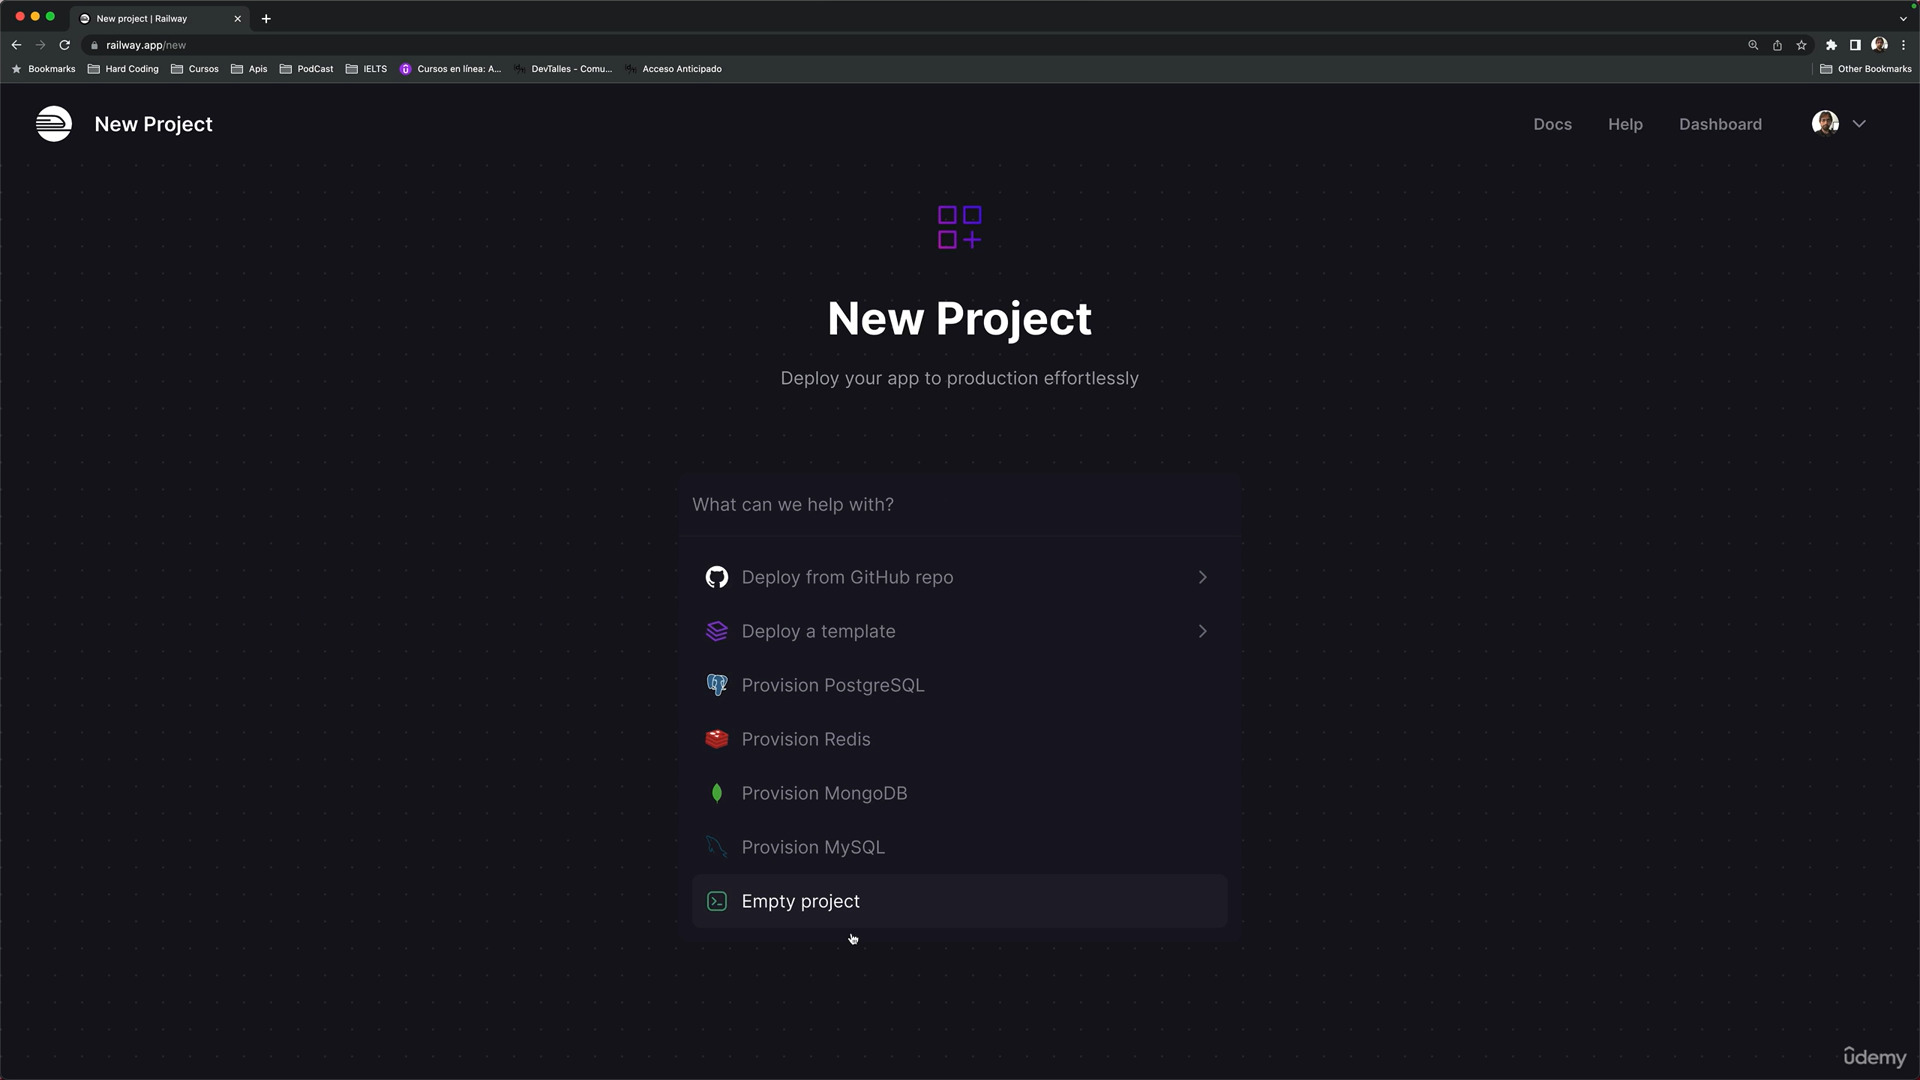 New project | Railway
railway.app/new
Bookmarks Hard Coding Cursos Apis PodCast IELTS Cursos en línea: A... DevTalles - Comu... Acceso Anticipado Other Bookmarks
New Project Docs Help Dashboard
New Project
Deploy your app to production effortlessly
What can we help with?
Deploy from GitHub repo
Deploy a template
Provision PostgreSQL
Provision Redis
Provision MongoDB
Provision MySQL
Empty project
ûdemy